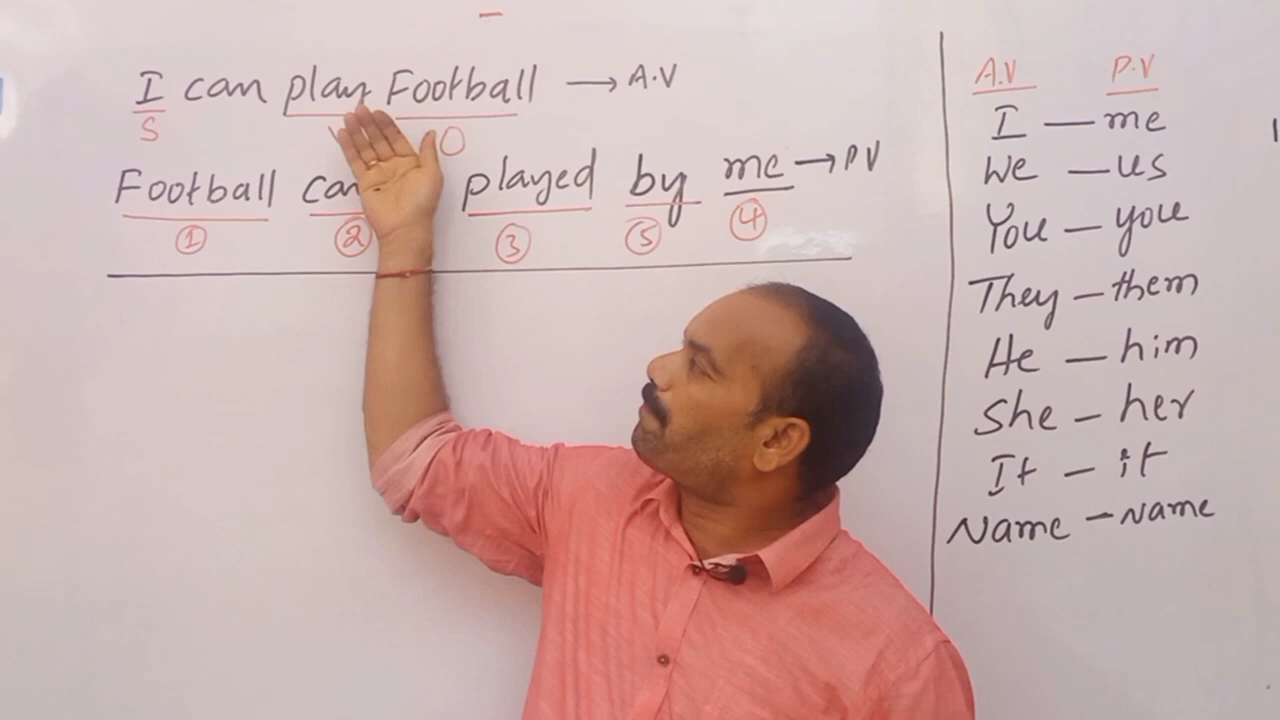 I can play Football → A.V
S O
Football can played by me → PV
① ② ③ ⑤ ④
A.V P.V
I — me
We — us
You — you
They — them
He — him
She — her
It — it
Name — Name